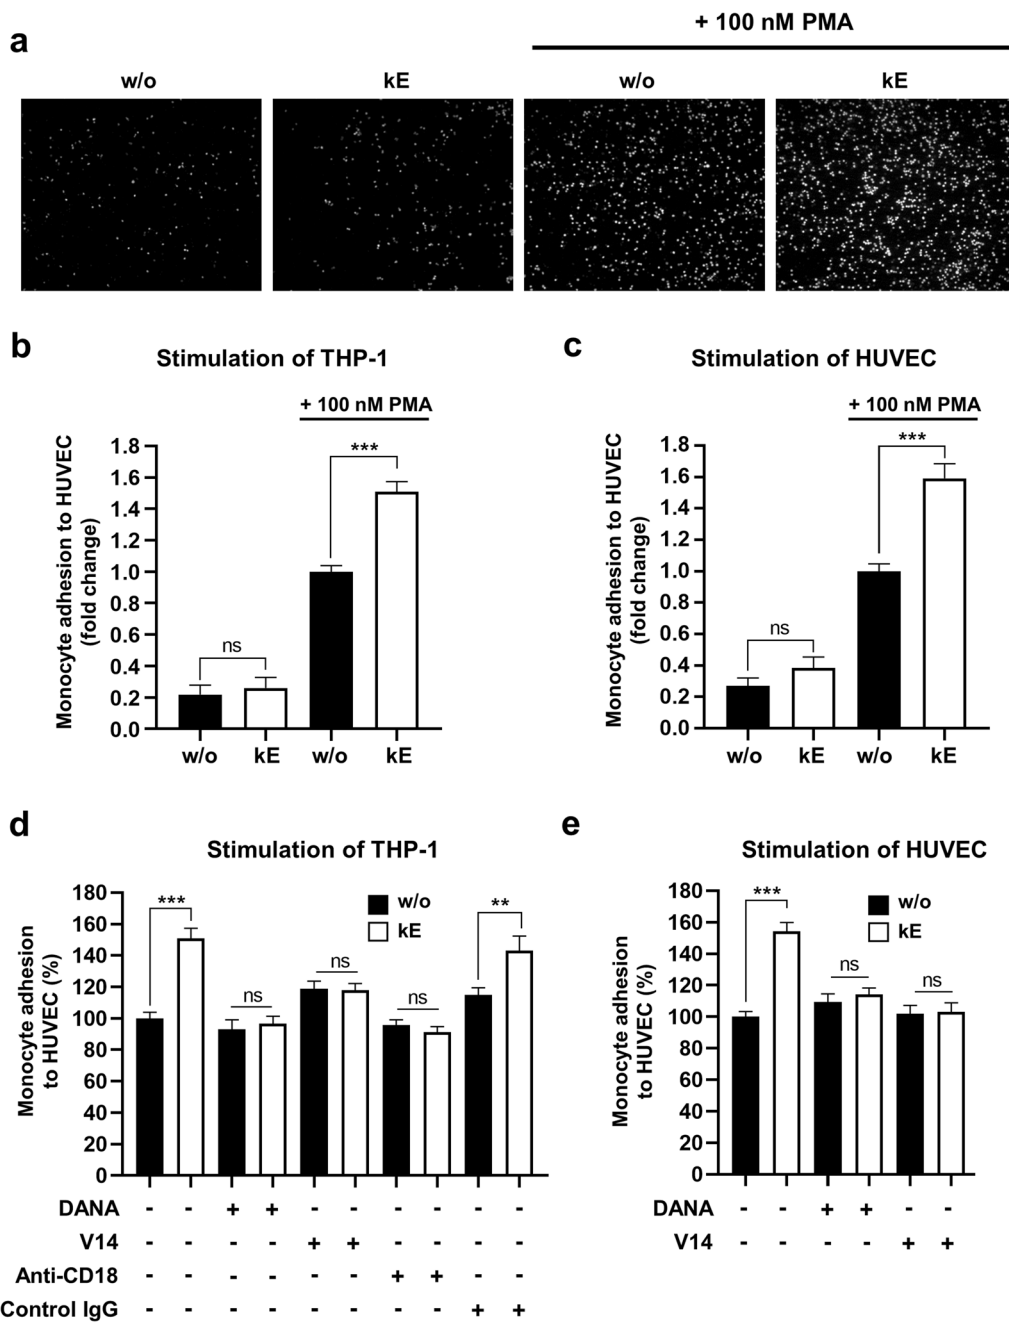 a
+ 100 nM PMA
w/o kE w/o kE
b
Stimulation of THP-1
+ 100 nM PMA
Monocyte adhesion to HUVEC
(fold change)
1.8
1.6
1.4
1.2
1.0
0.8
0.6
0.4
0.2
0.0
ns
***
w/o kE w/o kE
c
Stimulation of HUVEC
+ 100 nM PMA
Monocyte adhesion to HUVEC
(fold change)
1.8
1.6
1.4
1.2
1.0
0.8
0.6
0.4
0.2
0.0
ns
***
w/o kE w/o kE
d
Stimulation of THP-1
Monocyte adhesion
to HUVEC (%)
180
160
140
120
100
80
60
40
20
0
w/o
kE
*** ns ns ns **
DANA - - + + - - - - - -
V14 - - - - + + - - - -
Anti-CD18 - - - - - - + + - -
Control IgG - - - - - - - - + +
e
Stimulation of HUVEC
Monocyte adhesion
to HUVEC (%)
180
160
140
120
100
80
60
40
20
0
w/o
kE
*** ns ns
DANA - - + + - -
V14 - - - - + +